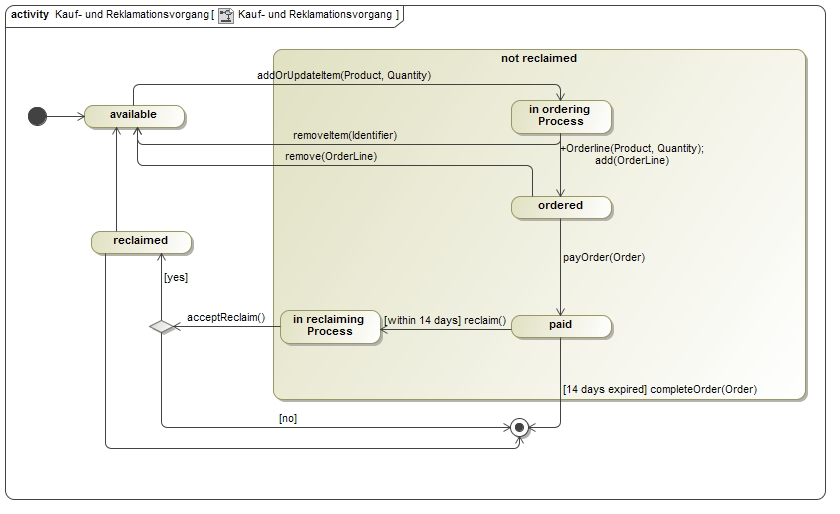 activity Kauf- und Reklamationsvorgang [ Kauf- und Reklamationsvorgang ]
not reclaimed
addOrUpdateItem(Product, Quantity)
available
in ordering
Process
removeItem(Identifier)
+Orderline(Product, Quantity);
add(OrderLine)
remove(OrderLine)
ordered
reclaimed
payOrder(Order)
[yes]
acceptReclaim()
in reclaiming
Process
[within 14 days] reclaim()
paid
[14 days expired] completeOrder(Order)
[no]